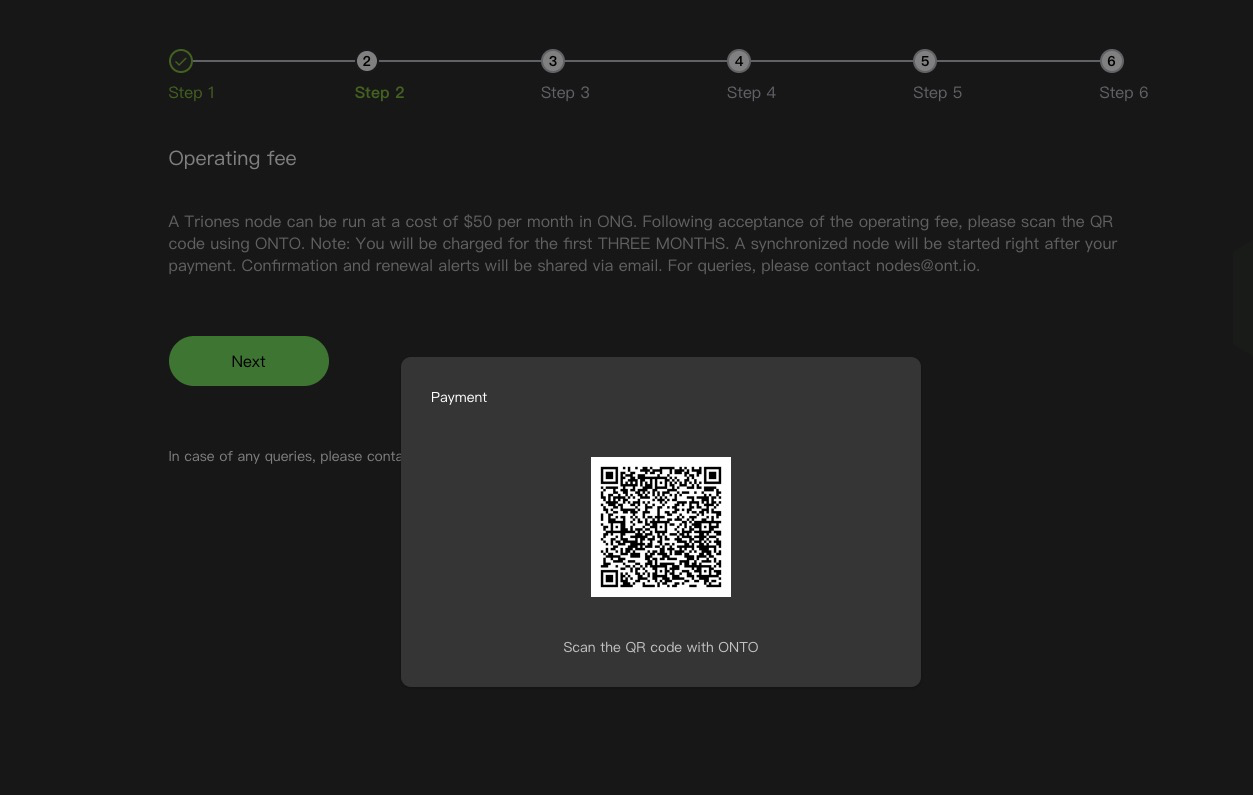 2 3 4 5 6
Step 1 Step 2 Step 3 Step 4 Step 5 Step 6
Operating fee
A Triones node can be run at a cost of $50 per month in ONG. Following acceptance of the operating fee, please scan the QR
code using ONTO. Note: You will be charged for the first THREE MONTHS. A synchronized node will be started right after your
payment. Confirmation and renewal alerts will be shared via email. For queries, please contact nodes@ont.io.
Next
Payment
In case of any queries, please conta
Scan the QR code with ONTO